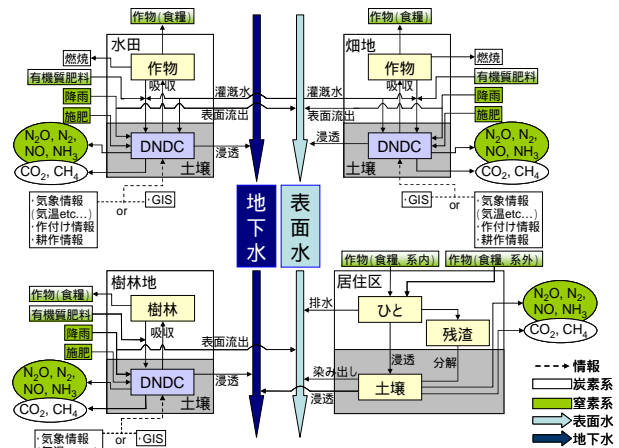 作物(食糧)
水田
燃焼
作物
有機質肥料
吸収
降雨
施肥
DNDC
土壌
N₂O, N₂,
NO, NH₃
CO₂, CH₄
・気象情報
(気温etc…)
・作付け情報
・耕作情報
or
・GIS
灌漑水
表面流出
浸透
地下水
表面水
灌漑水
表面流出
浸透
作物(食糧)
畑地
燃焼
作物
有機質肥料
吸収
降雨
施肥
DNDC
土壌
N₂O, N₂,
NO, NH₃
CO₂, CH₄
・気象情報
(気温etc…)
・作付け情報
・耕作情報
or
・GIS
樹林地
作物(食糧)
樹林
有機質肥料
吸収
降雨
表面流出
施肥
DNDC
浸透
土壌
N₂O, N₂,
NO, NH₃
CO₂, CH₄
・気象情報
or
・GIS
作物(食糧、系内)
作物(食糧、系外)
居住区
排水
ひと
残渣
浸透
分解
染み出し
土壌
浸透
N₂O, N₂,
NO, NH₃
CO₂, CH₄
情報
炭素系
窒素系
表面水
地下水